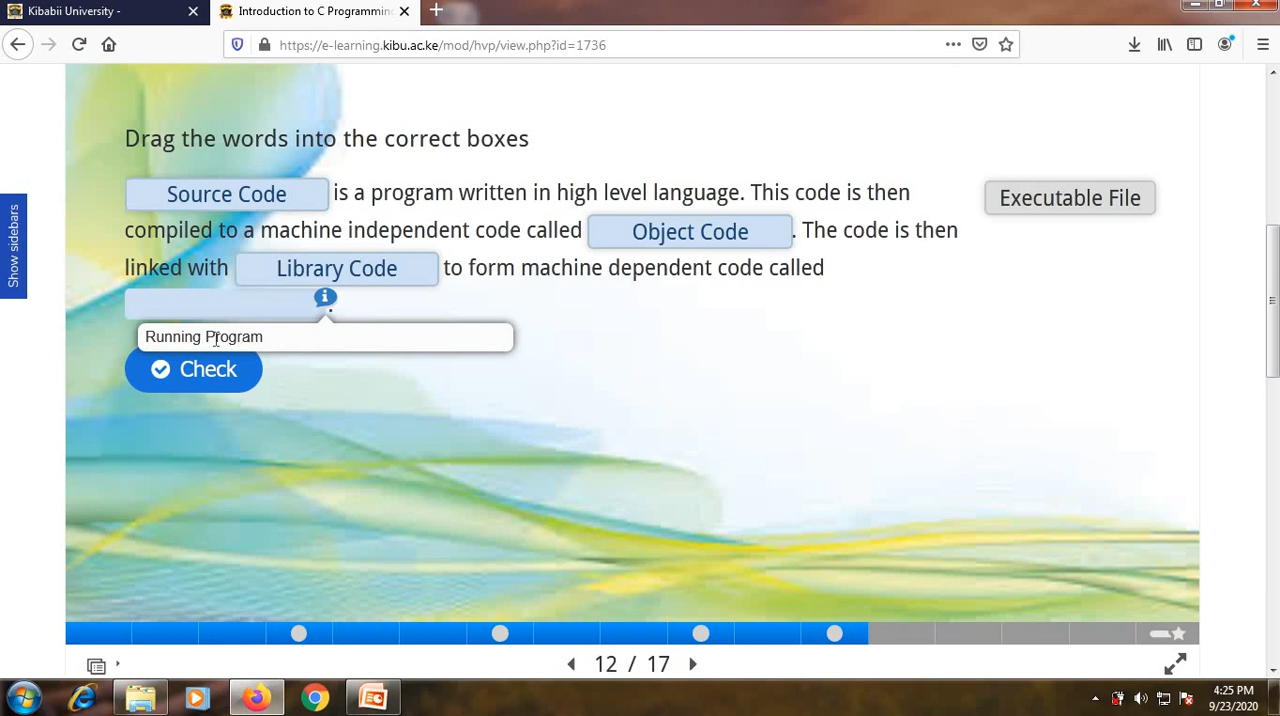 Kibabii University -
Introduction to C Programming
https://e-learning.kibu.ac.ke/mod/hvp/view.php?id=1736
Show sidebars
Drag the words into the correct boxes
Source Code is a program written in high level language. This code is then
compiled to a machine independent code called Object Code. The code is then
linked with Library Code to form machine dependent code called
.
Executable File
Running Program
Check
12 / 17
4:25 PM
9/23/2020